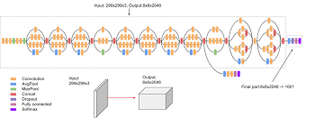 Input: 299x299x3, Output:8x8x2048
Final part:8x8x2048 -> 1001
Convolution
AvgPool
MaxPool
Concat
Dropout
Fully connected
Softmax
Input:
299x299x3
Output:
8x8x2048